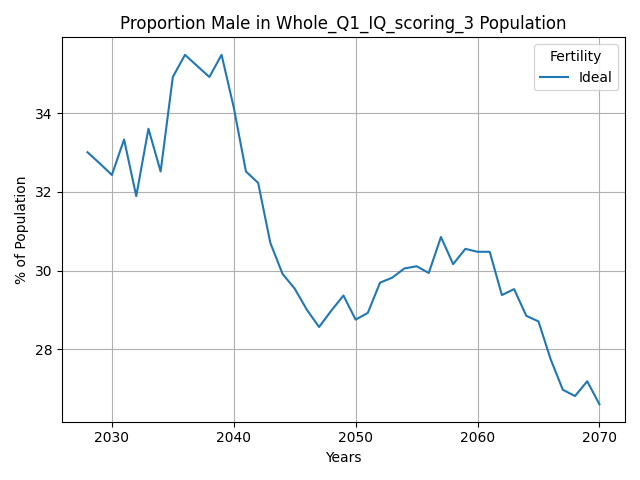 Proportion Male in Whole_Q1_IQ_scoring_3 Population
Fertility
Ideal
34
32
30
28
% of Population
2030 2040 2050 2060 2070
Years